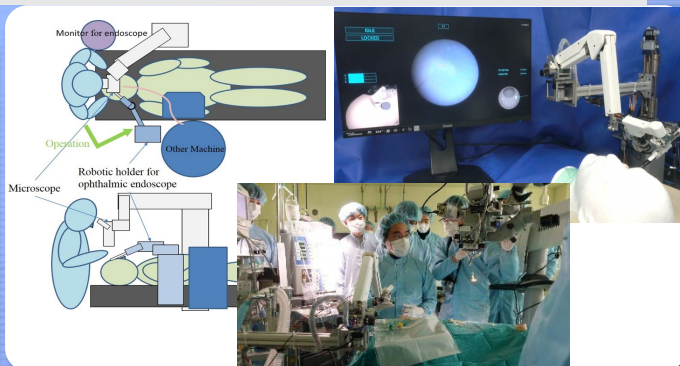 Monitor for endoscope
Operation
Other Machine
Robotic holder for
ophthalmic endoscope
Microscope
IDLE
LOCKED